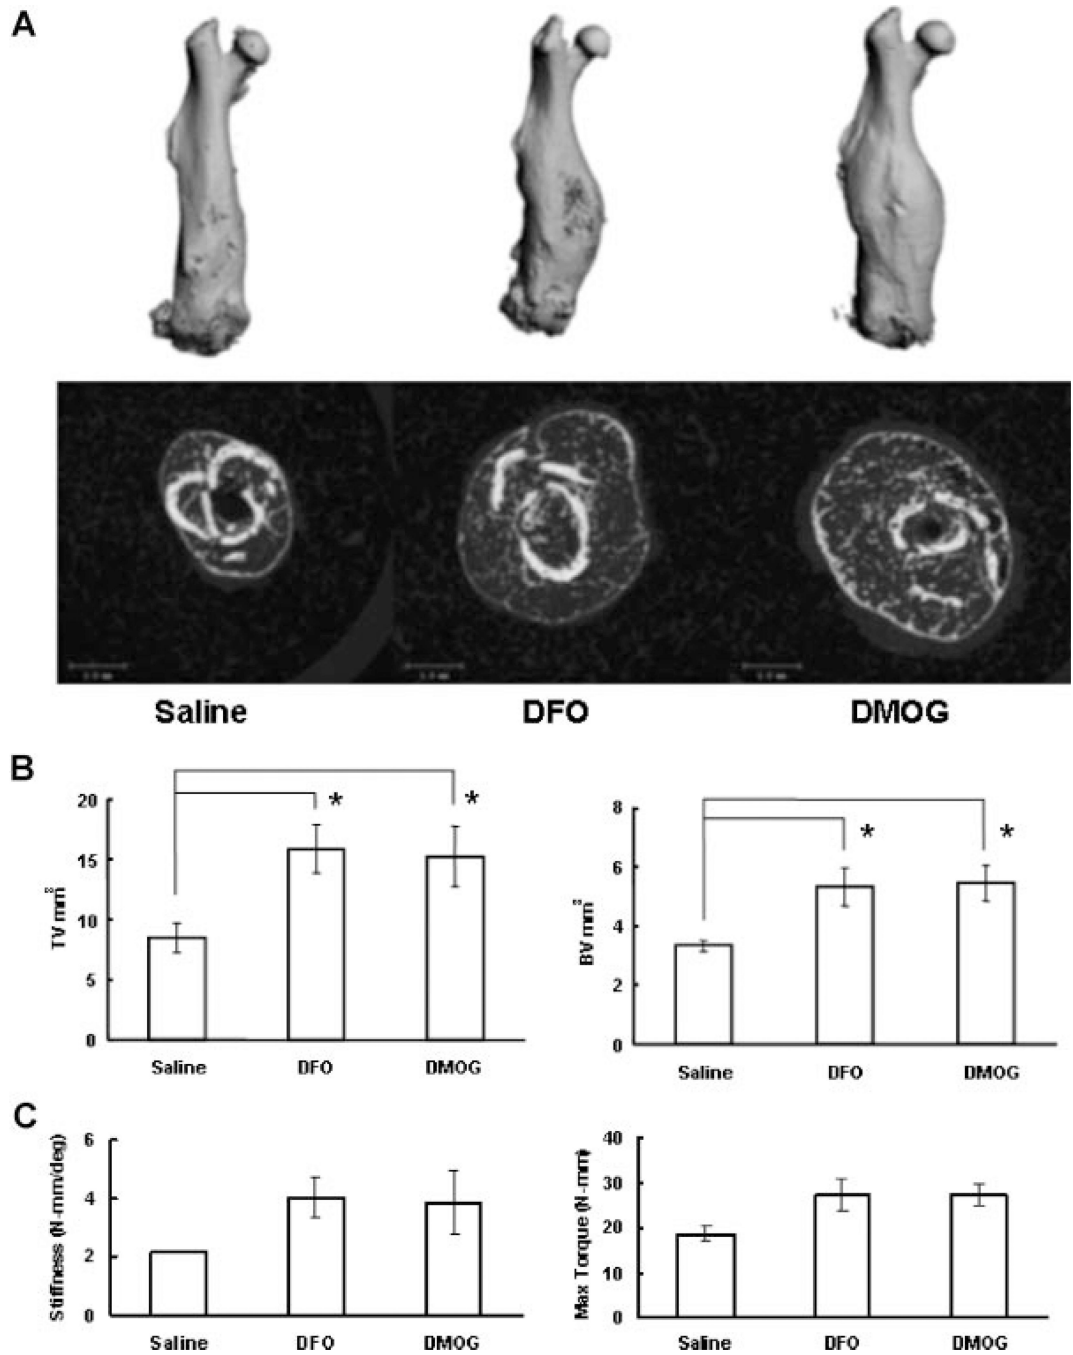 A
Saline DFO DMOG
B
TV mm³
20
15
10
5
0
* *
Saline DFO DMOG
BV mm³
8
6
4
2
0
* *
Saline DFO DMOG
C
Stiffness (N-mm/deg)
6
4
2
0
Saline DFO DMOG
Max Torque (N-mm)
40
30
20
10
0
Saline DFO DMOG